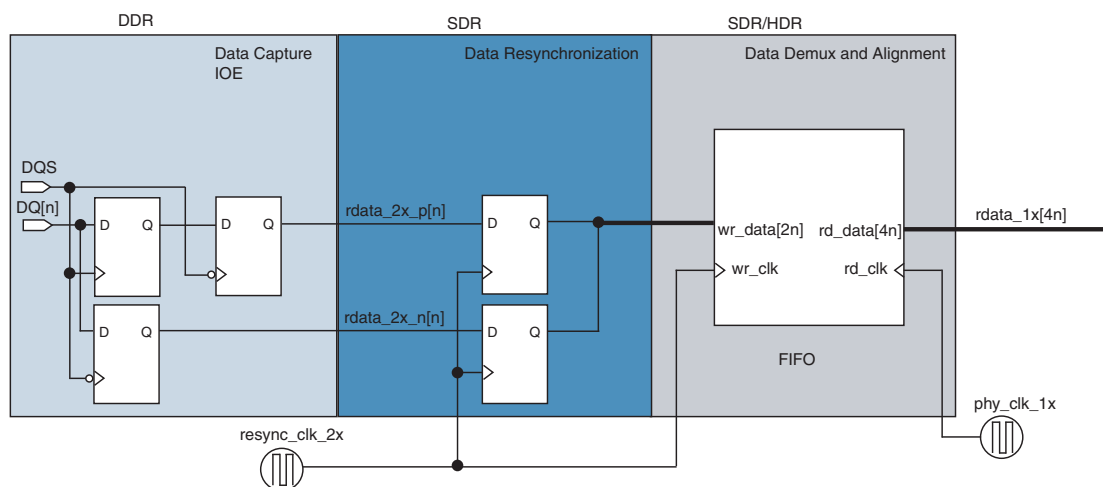 DDR
SDR
SDR/HDR
Data Capture
IOE
Data Resynchronization
Data Demux and Alignment
DQS
DQ[n]
D
Q
D
Q
rdata_2x_p[n]
D
Q
wr_data[2n]
rd_data[4n]
rdata_1x[4n]
wr_clk
rd_clk
D
Q
rdata_2x_n[n]
D
Q
FIFO
phy_clk_1x
resync_clk_2x